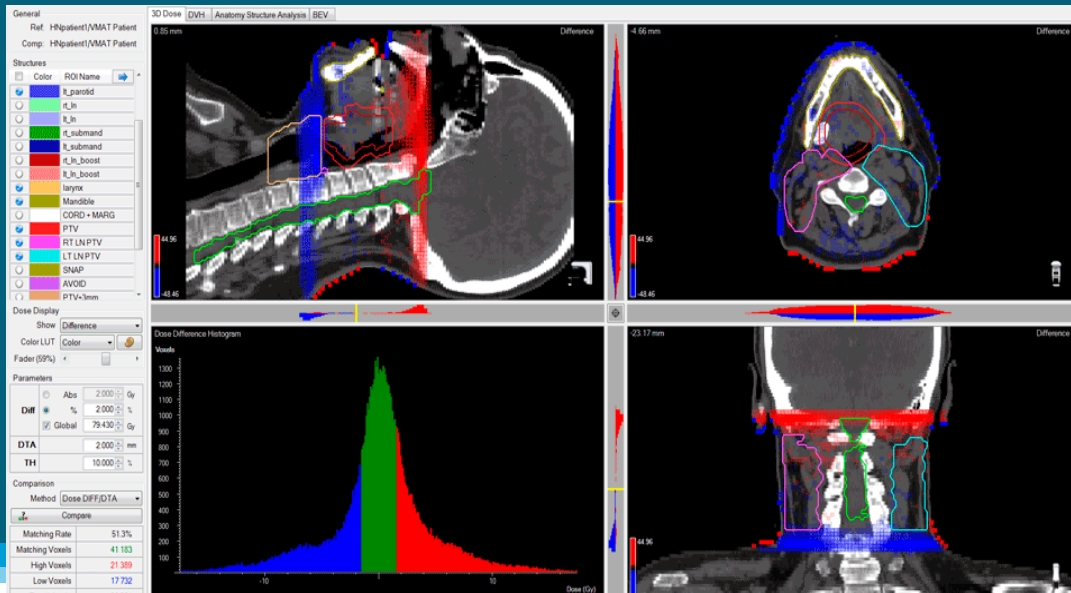 General
Ref: HNpatient1/VMAT Patient
Comp: HNpatient1/VMAT Patient
Structures
Color ROI Name
lt_parotid
rt_ln
lt_ln
rt_submand
lt_submand
rt_ln_boost
lt_ln_boost
larynx
Mandible
CORD + MARG
PTV
RT LN PTV
LT LN PTV
SNAP
AVOID
PTV+3mm
Dose Display
Show Difference
Color LUT Color
Fader (59%)
Parameters
Diff
Abs 2.000 Gy
% 2.000 %
Global 79.430 Gy
DTA 2.000 mm
TH 10.000 %
Comparison
Method Dose DIFF/DTA
Compare
Matching Rate 51.3%
Matching Voxels 41 183
High Voxels 21 389
Low Voxels 17 732
3D Dose DVH Anatomy Structure Analysis BEV
0.85 mm Difference
44.96
-48.46
-4.66 mm Difference
44.96
-48.46
Dose Difference Histogram
Voxels
1300
1200
1100
1000
900
800
700
600
500
400
300
200
100
-10 0 10
Dose (Gy)
-23.17 mm Difference
44.96